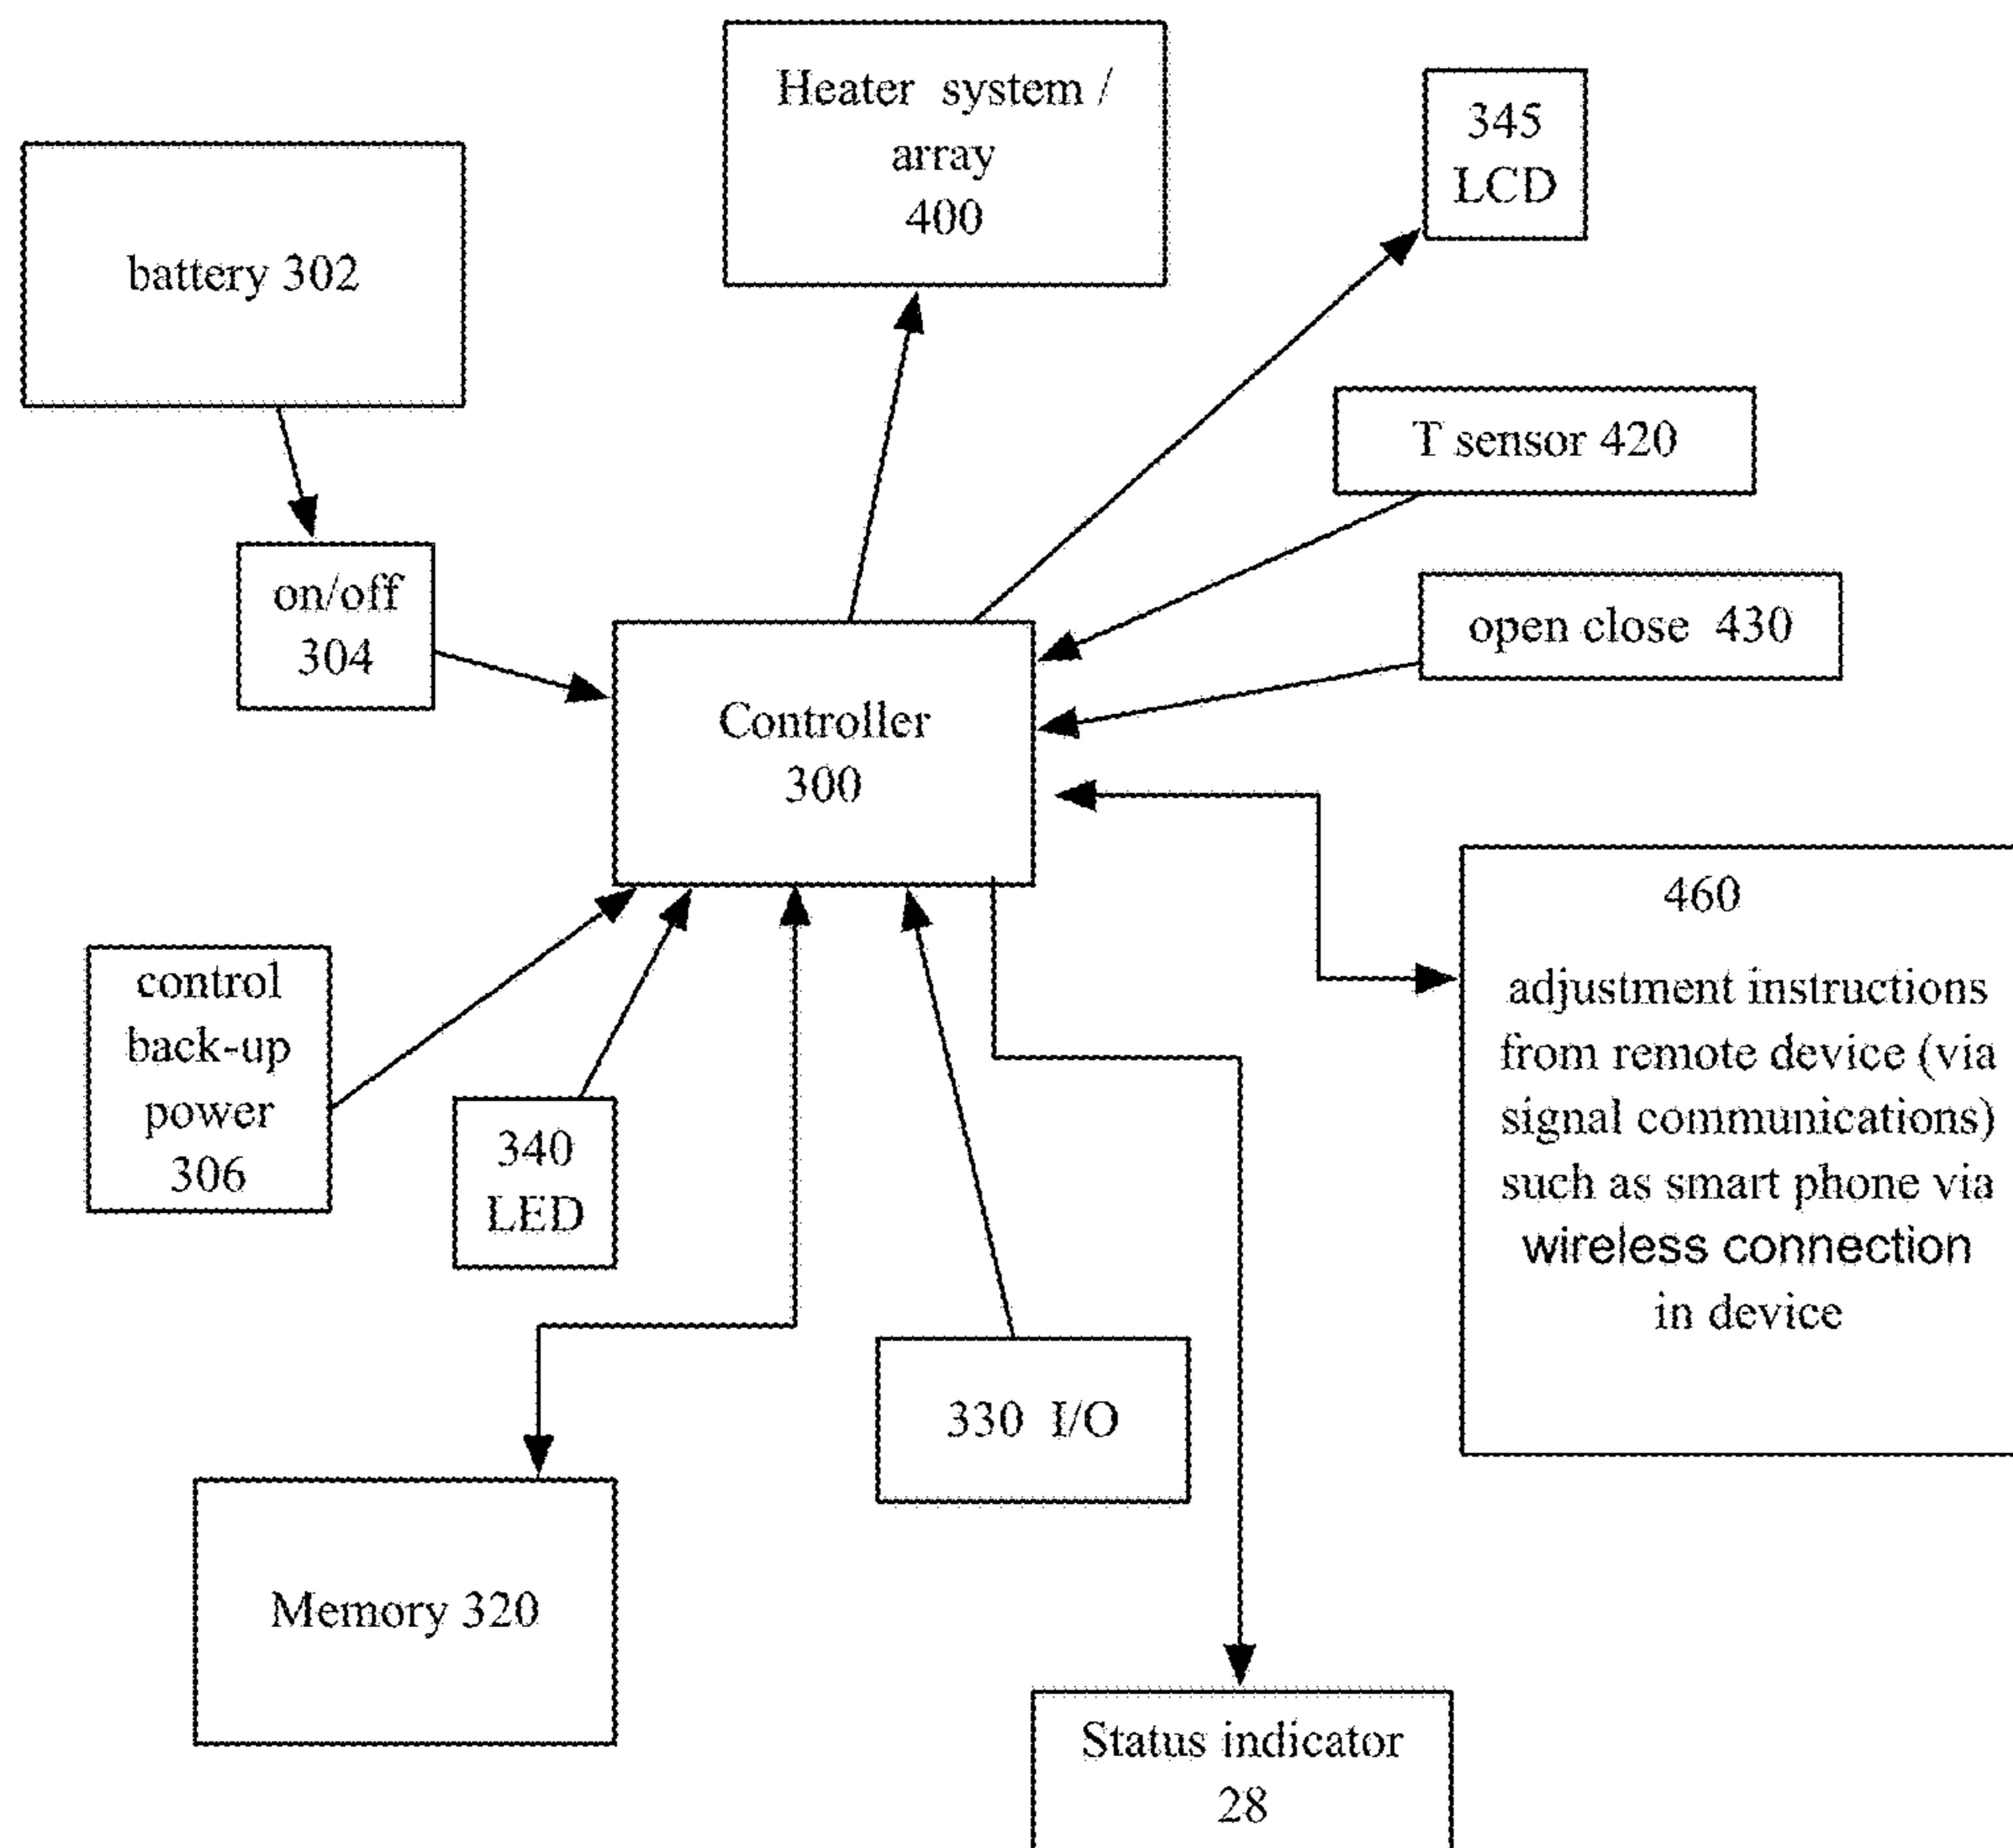 Heater system /
array
400
345
LCD
battery 302
T sensor 420
on/off
304
open close 430
Controller
300
460
adjustment instructions
from remote device (via
signal communications)
such as smart phone via
wireless connection
in device
control
back-up
power
306
340
LED
330 I/O
Memory 320
Status indicator
28